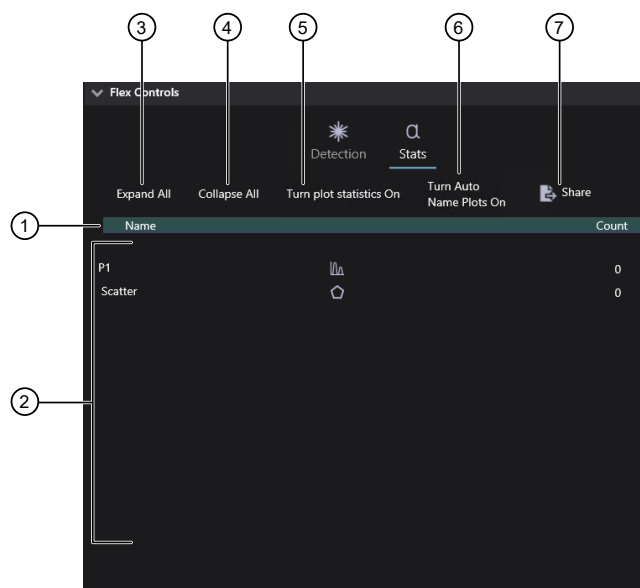 3 4 5 6 7
Flex Controls
α
Detection Stats
Expand All Collapse All Turn plot statistics On Turn Auto Name Plots On Share
1
Name Count
P1 0
Scatter 0
2